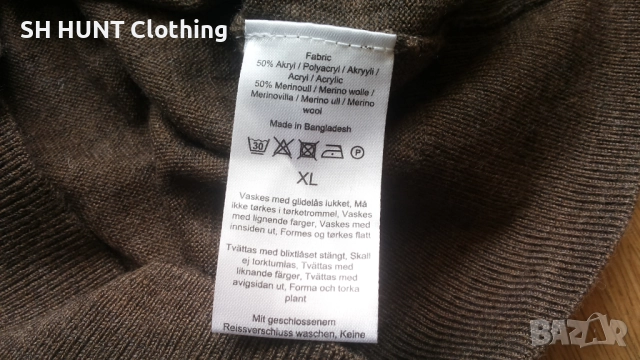 SH HUNT Clothing
Fabric
50% Akryl / Polyacryl / Akryyli /
Acryl / Acrylic
50% Merinoull / Merino wolle /
Merinovilla / Merino ull / Merino
wool
Made in Bangladesh
30
P
XL
Vaskes med glidelås lukket, Må
ikke tørkes i tørketrommel, Vaskes
med lignende farger, Vaskes med
innsiden ut, Formes og tørkes flatt
Tvättas med blixtlåset stängt, Skall
ej torktumlas, Tvättas med
liknande färger, Tvättas med
avigsidan ut, Forma och torka
plant
Mit geschlossenem
Reissverschluss waschen, Keine
BAZAR